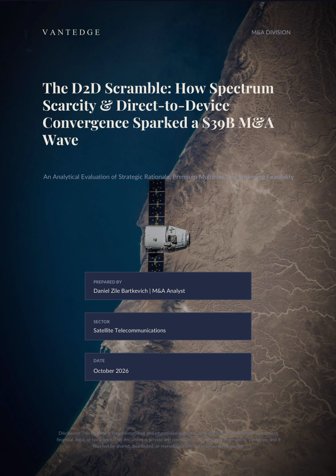 VANTEDGE
M&A DIVISION
The D2D Scramble: How Spectrum
Scarcity & Direct-to-Device
Convergence Sparked a $39B M&A
Wave
An Analytical Evaluation of Strategic Rationale, Premium Feasibility
PREPARED BY
Daniel Zile Bartkevich | M&A Analyst
SECTOR
Satellite Telecommunications
DATE
October 2026